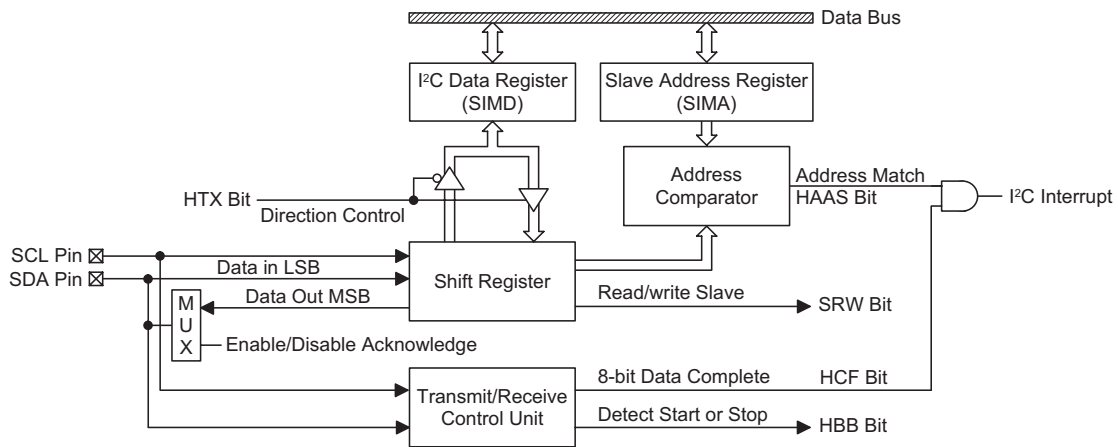 Data Bus
I²C Data Register
(SIMD)
Slave Address Register
(SIMA)
Address
Comparator
Address Match
HAAS Bit
I²C Interrupt
HTX Bit
Direction Control
SCL Pin
SDA Pin
Data in LSB
Shift Register
M
U
X
Data Out MSB
Read/write Slave
SRW Bit
Enable/Disable Acknowledge
Transmit/Receive
Control Unit
8-bit Data Complete
HCF Bit
Detect Start or Stop
HBB Bit